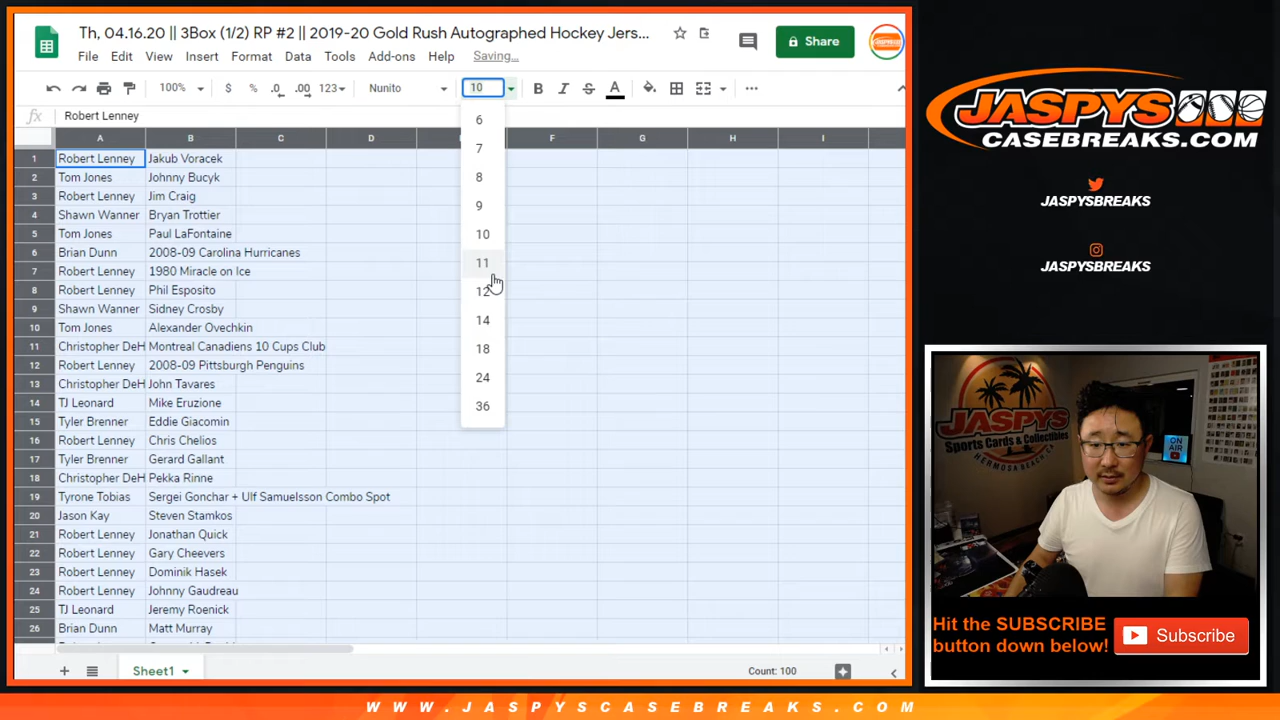 Th, 04.16.20 || 3Box (1/2) RP #2 || 2019-20 Gold Rush Autographed Hockey Jers...
File Edit View Insert Format Data Tools Add-ons Help Saving...
Share
100% $ % .0 .00 123 Nunito 10 B I S A
fx Robert Lenney
A B C D F G H I
1 Robert Lenney Jakub Voracek
2 Tom Jones Johnny Bucyk
3 Robert Lenney Jim Craig
4 Shawn Wanner Bryan Trottier
5 Tom Jones Paul LaFontaine
6 Brian Dunn 2008-09 Carolina Hurricanes
7 Robert Lenney 1980 Miracle on Ice
8 Robert Lenney Phil Esposito
9 Shawn Wanner Sidney Crosby
10 Tom Jones Alexander Ovechkin
11 Christopher DeH Montreal Canadiens 10 Cups Club
12 Robert Lenney 2008-09 Pittsburgh Penguins
13 Christopher DeH John Tavares
14 TJ Leonard Mike Eruzione
15 Tyler Brenner Eddie Giacomin
16 Robert Lenney Chris Chelios
17 Tyler Brenner Gerard Gallant
18 Christopher DeH Pekka Rinne
19 Tyrone Tobias Sergei Gonchar + Ulf Samuelsson Combo Spot
20 Jason Kay Steven Stamkos
21 Robert Lenney Jonathan Quick
22 Robert Lenney Gary Cheevers
23 Robert Lenney Dominik Hasek
24 Robert Lenney Johnny Gaudreau
25 TJ Leonard Jeremy Roenick
26 Brian Dunn Matt Murray
6
7
8
9
10
11
12
14
18
24
36
Sheet1
Count: 100
JASPYS
CASEBREAKS.COM
JASPYSBREAKS
JASPYSBREAKS
JASPYS
Sports Cards & Collectibles
HERMOSA BEACH, CA
ON AIR
Hit the SUBSCRIBE
button down below!
Subscribe
WWW.JASPYSCASEBREAKS.COM